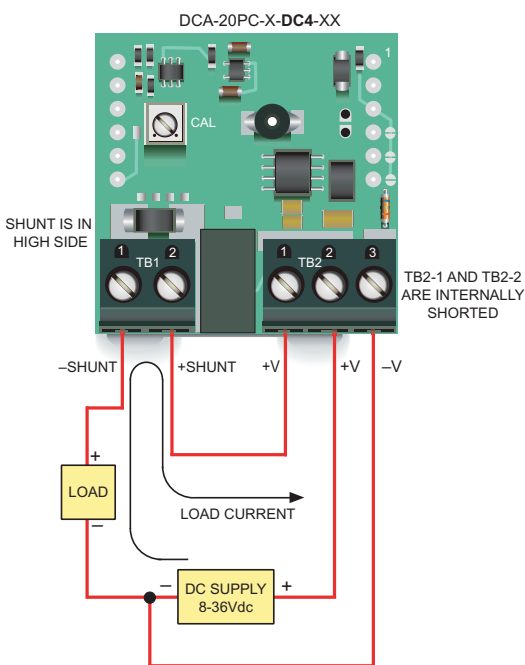 DCA-20PC-X-DC4-XX
1
CAL
SHUNT IS IN
HIGH SIDE
1 2
TB1
1 2 3
TB2
TB2-1 AND TB2-2
ARE INTERNALLY
SHORTED
–SHUNT +SHUNT +V +V –V
+
LOAD
–
LOAD CURRENT
– DC SUPPLY +
8-36Vdc